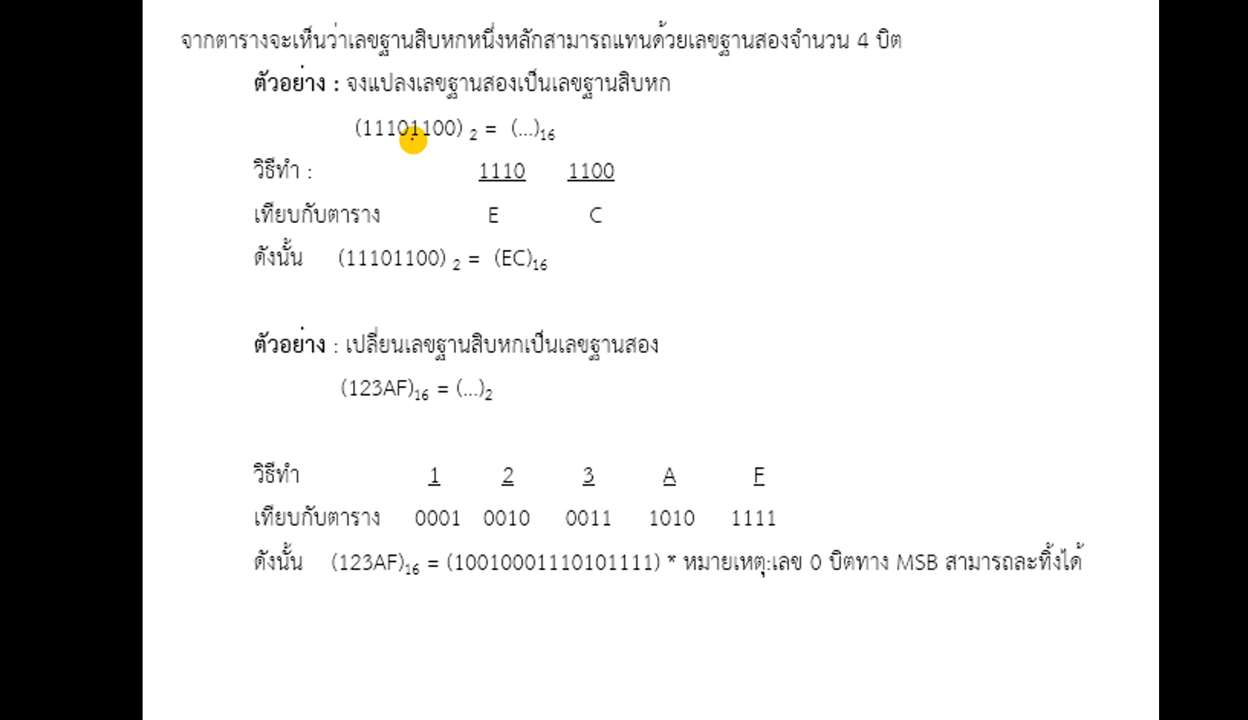 จากตารางจะเห็นว่าเลขฐานสิบหกหนึ่งหลักสามารถแทนด้วยเลขฐานสองจำนวน 4 บิต
ตัวอย่าง : จงแปลงเลขฐานสองเป็นเลขฐานสิบหก
(11101100) 2 = (...)16
วิธีทำ : 1110 1100
เทียบกับตาราง E C
ดังนั้น (11101100) 2 = (EC)16
ตัวอย่าง : เปลี่ยนเลขฐานสิบหกเป็นเลขฐานสอง
(123AF)16 = (...)2
วิธีทำ 1 2 3 A F
เทียบกับตาราง 0001 0010 0011 1010 1111
ดังนั้น (123AF)16 = (10010001110101111) * หมายเหตุ:เลข 0 บิตทาง MSB สามารถละทิ้งได้